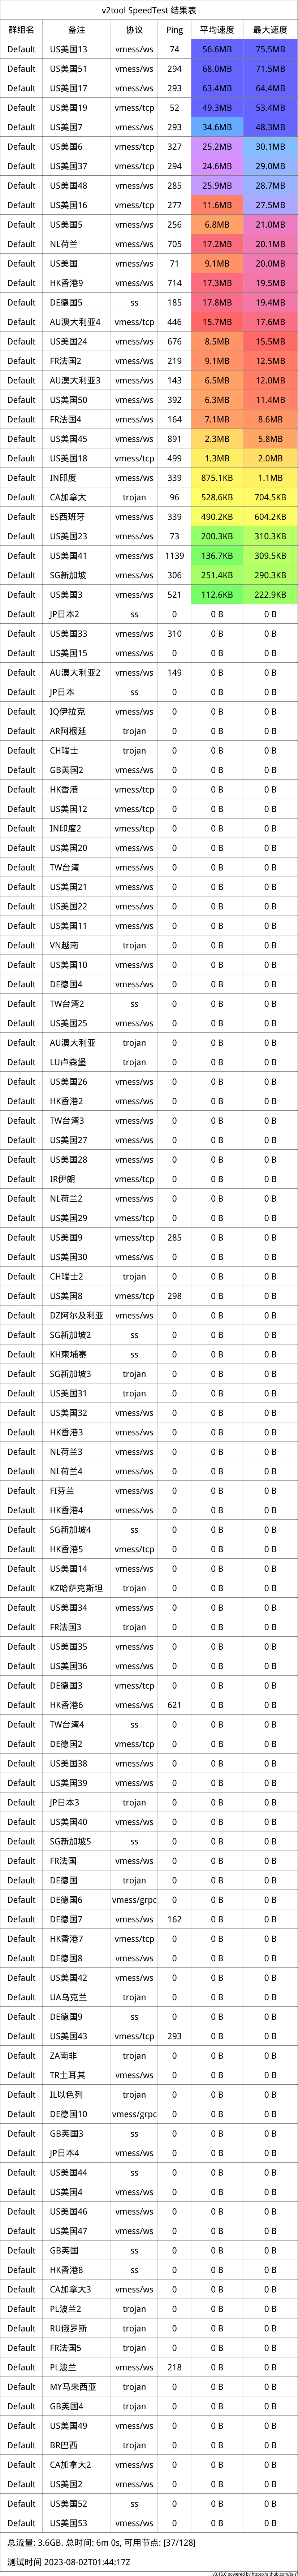 v2tool SpeedTest 结果表
群组名 备注 协议 Ping 平均速度 最大速度
Default US美国13 vmess/ws 74 56.6MB 75.5MB
Default US美国51 vmess/ws 294 68.0MB 71.5MB
Default US美国17 vmess/ws 293 63.4MB 64.4MB
Default US美国19 vmess/tcp 52 49.3MB 53.4MB
Default US美国7 vmess/ws 293 34.6MB 48.3MB
Default US美国6 vmess/tcp 327 25.2MB 30.1MB
Default US美国37 vmess/tcp 294 24.6MB 29.0MB
Default US美国48 vmess/ws 285 25.9MB 28.7MB
Default US美国16 vmess/tcp 277 11.6MB 27.5MB
Default US美国5 vmess/ws 256 6.8MB 21.0MB
Default NL荷兰 vmess/ws 705 17.2MB 20.1MB
Default US美国 vmess/ws 71 9.1MB 20.0MB
Default HK香港9 vmess/ws 714 17.3MB 19.5MB
Default DE德国5 ss 185 17.8MB 19.4MB
Default AU澳大利亚4 vmess/tcp 446 15.7MB 17.6MB
Default US美国24 vmess/ws 676 8.5MB 15.5MB
Default FR法国2 vmess/ws 219 9.1MB 12.5MB
Default AU澳大利亚3 vmess/ws 143 6.5MB 12.0MB
Default US美国50 vmess/ws 392 6.3MB 11.4MB
Default FR法国4 vmess/ws 164 7.1MB 8.6MB
Default US美国45 vmess/ws 891 2.3MB 5.8MB
Default US美国18 vmess/tcp 499 1.3MB 2.0MB
Default IN印度 vmess/ws 339 875.1KB 1.1MB
Default CA加拿大 trojan 96 528.6KB 704.5KB
Default ES西班牙 vmess/ws 339 490.2KB 604.2KB
Default US美国23 vmess/ws 73 200.3KB 310.3KB
Default US美国41 vmess/ws 1139 136.7KB 309.5KB
Default SG新加坡 vmess/ws 306 251.4KB 290.3KB
Default US美国3 vmess/ws 521 112.6KB 222.9KB
Default JP日本2 ss 0 0 B 0 B
Default US美国33 vmess/ws 310 0 B 0 B
Default US美国15 vmess/ws 0 0 B 0 B
Default AU澳大利亚2 vmess/ws 149 0 B 0 B
Default JP日本 ss 0 0 B 0 B
Default IQ伊拉克 vmess/ws 0 0 B 0 B
Default AR阿根廷 trojan 0 0 B 0 B
Default CH瑞士 trojan 0 0 B 0 B
Default GB英国2 vmess/ws 0 0 B 0 B
Default HK香港 vmess/tcp 0 0 B 0 B
Default US美国12 vmess/ws 0 0 B 0 B
Default IN印度2 vmess/tcp 0 0 B 0 B
Default US美国20 vmess/ws 0 0 B 0 B
Default TW台湾 vmess/ws 0 0 B 0 B
Default US美国21 vmess/ws 0 0 B 0 B
Default US美国22 vmess/ws 0 0 B 0 B
Default US美国11 vmess/ws 0 0 B 0 B
Default VN越南 trojan 0 0 B 0 B
Default US美国10 vmess/ws 0 0 B 0 B
Default DE德国4 vmess/ws 0 0 B 0 B
Default TW台湾2 ss 0 0 B 0 B
Default US美国25 vmess/ws 0 0 B 0 B
Default AU澳大利亚 trojan 0 0 B 0 B
Default LU卢森堡 trojan 0 0 B 0 B
Default US美国26 vmess/ws 0 0 B 0 B
Default HK香港2 vmess/ws 0 0 B 0 B
Default TW台湾3 vmess/ws 0 0 B 0 B
Default US美国27 vmess/ws 0 0 B 0 B
Default US美国28 vmess/ws 0 0 B 0 B
Default IR伊朗 vmess/tcp 0 0 B 0 B
Default NL荷兰2 vmess/ws 0 0 B 0 B
Default US美国29 vmess/tcp 0 0 B 0 B
Default US美国9 vmess/tcp 285 0 B 0 B
Default US美国30 vmess/ws 0 0 B 0 B
Default CH瑞士2 trojan 0 0 B 0 B
Default US美国8 vmess/tcp 298 0 B 0 B
Default DZ阿尔及利亚 vmess/ws 0 0 B 0 B
Default SG新加坡2 ss 0 0 B 0 B
Default KH柬埔寨 ss 0 0 B 0 B
Default SG新加坡3 trojan 0 0 B 0 B
Default US美国31 trojan 0 0 B 0 B
Default US美国32 vmess/ws 0 0 B 0 B
Default HK香港3 vmess/ws 0 0 B 0 B
Default NL荷兰3 vmess/ws 0 0 B 0 B
Default NL荷兰4 vmess/ws 0 0 B 0 B
Default FI芬兰 vmess/ws 0 0 B 0 B
Default HK香港4 vmess/ws 0 0 B 0 B
Default SG新加坡4 ss 0 0 B 0 B
Default HK香港5 vmess/tcp 0 0 B 0 B
Default US美国14 vmess/ws 0 0 B 0 B
Default KZ哈萨克斯坦 trojan 0 0 B 0 B
Default US美国34 vmess/ws 0 0 B 0 B
Default FR法国3 trojan 0 0 B 0 B
Default US美国35 vmess/ws 0 0 B 0 B
Default US美国36 vmess/ws 0 0 B 0 B
Default DE德国3 vmess/tcp 0 0 B 0 B
Default HK香港6 vmess/ws 621 0 B 0 B
Default TW台湾4 ss 0 0 B 0 B
Default DE德国2 vmess/tcp 0 0 B 0 B
Default US美国38 vmess/ws 0 0 B 0 B
Default US美国39 vmess/ws 0 0 B 0 B
Default JP日本3 trojan 0 0 B 0 B
Default US美国40 vmess/ws 0 0 B 0 B
Default SG新加坡5 ss 0 0 B 0 B
Default FR法国 vmess/ws 0 0 B 0 B
Default DE德国 trojan 0 0 B 0 B
Default DE德国6 vmess/grpc 0 0 B 0 B
Default DE德国7 vmess/ws 162 0 B 0 B
Default HK香港7 vmess/tcp 0 0 B 0 B
Default DE德国8 vmess/ws 0 0 B 0 B
Default US美国42 vmess/ws 0 0 B 0 B
Default UA乌克兰 trojan 0 0 B 0 B
Default DE德国9 ss 0 0 B 0 B
Default US美国43 vmess/tcp 293 0 B 0 B
Default ZA南非 trojan 0 0 B 0 B
Default TR土耳其 vmess/ws 0 0 B 0 B
Default IL以色列 trojan 0 0 B 0 B
Default DE德国10 vmess/grpc 0 0 B 0 B
Default GB英国3 ss 0 0 B 0 B
Default JP日本4 vmess/ws 0 0 B 0 B
Default US美国44 ss 0 0 B 0 B
Default US美国4 vmess/ws 0 0 B 0 B
Default US美国46 vmess/ws 0 0 B 0 B
Default US美国47 vmess/ws 0 0 B 0 B
Default GB英国 ss 0 0 B 0 B
Default HK香港8 ss 0 0 B 0 B
Default CA加拿大3 vmess/ws 0 0 B 0 B
Default PL波兰2 trojan 0 0 B 0 B
Default RU俄罗斯 trojan 0 0 B 0 B
Default FR法国5 trojan 0 0 B 0 B
Default PL波兰 vmess/ws 218 0 B 0 B
Default MY马来西亚 trojan 0 0 B 0 B
Default GB英国4 trojan 0 0 B 0 B
Default US美国49 vmess/ws 0 0 B 0 B
Default BR巴西 trojan 0 0 B 0 B
Default CA加拿大2 vmess/ws 0 0 B 0 B
Default US美国2 vmess/ws 0 0 B 0 B
Default US美国52 ss 0 0 B 0 B
Default US美国53 vmess/ws 0 0 B 0 B
总流量: 3.6GB. 总时间: 6m 0s, 可用节点: [37/128]
测试时间 2023-08-02T01:44:17Z